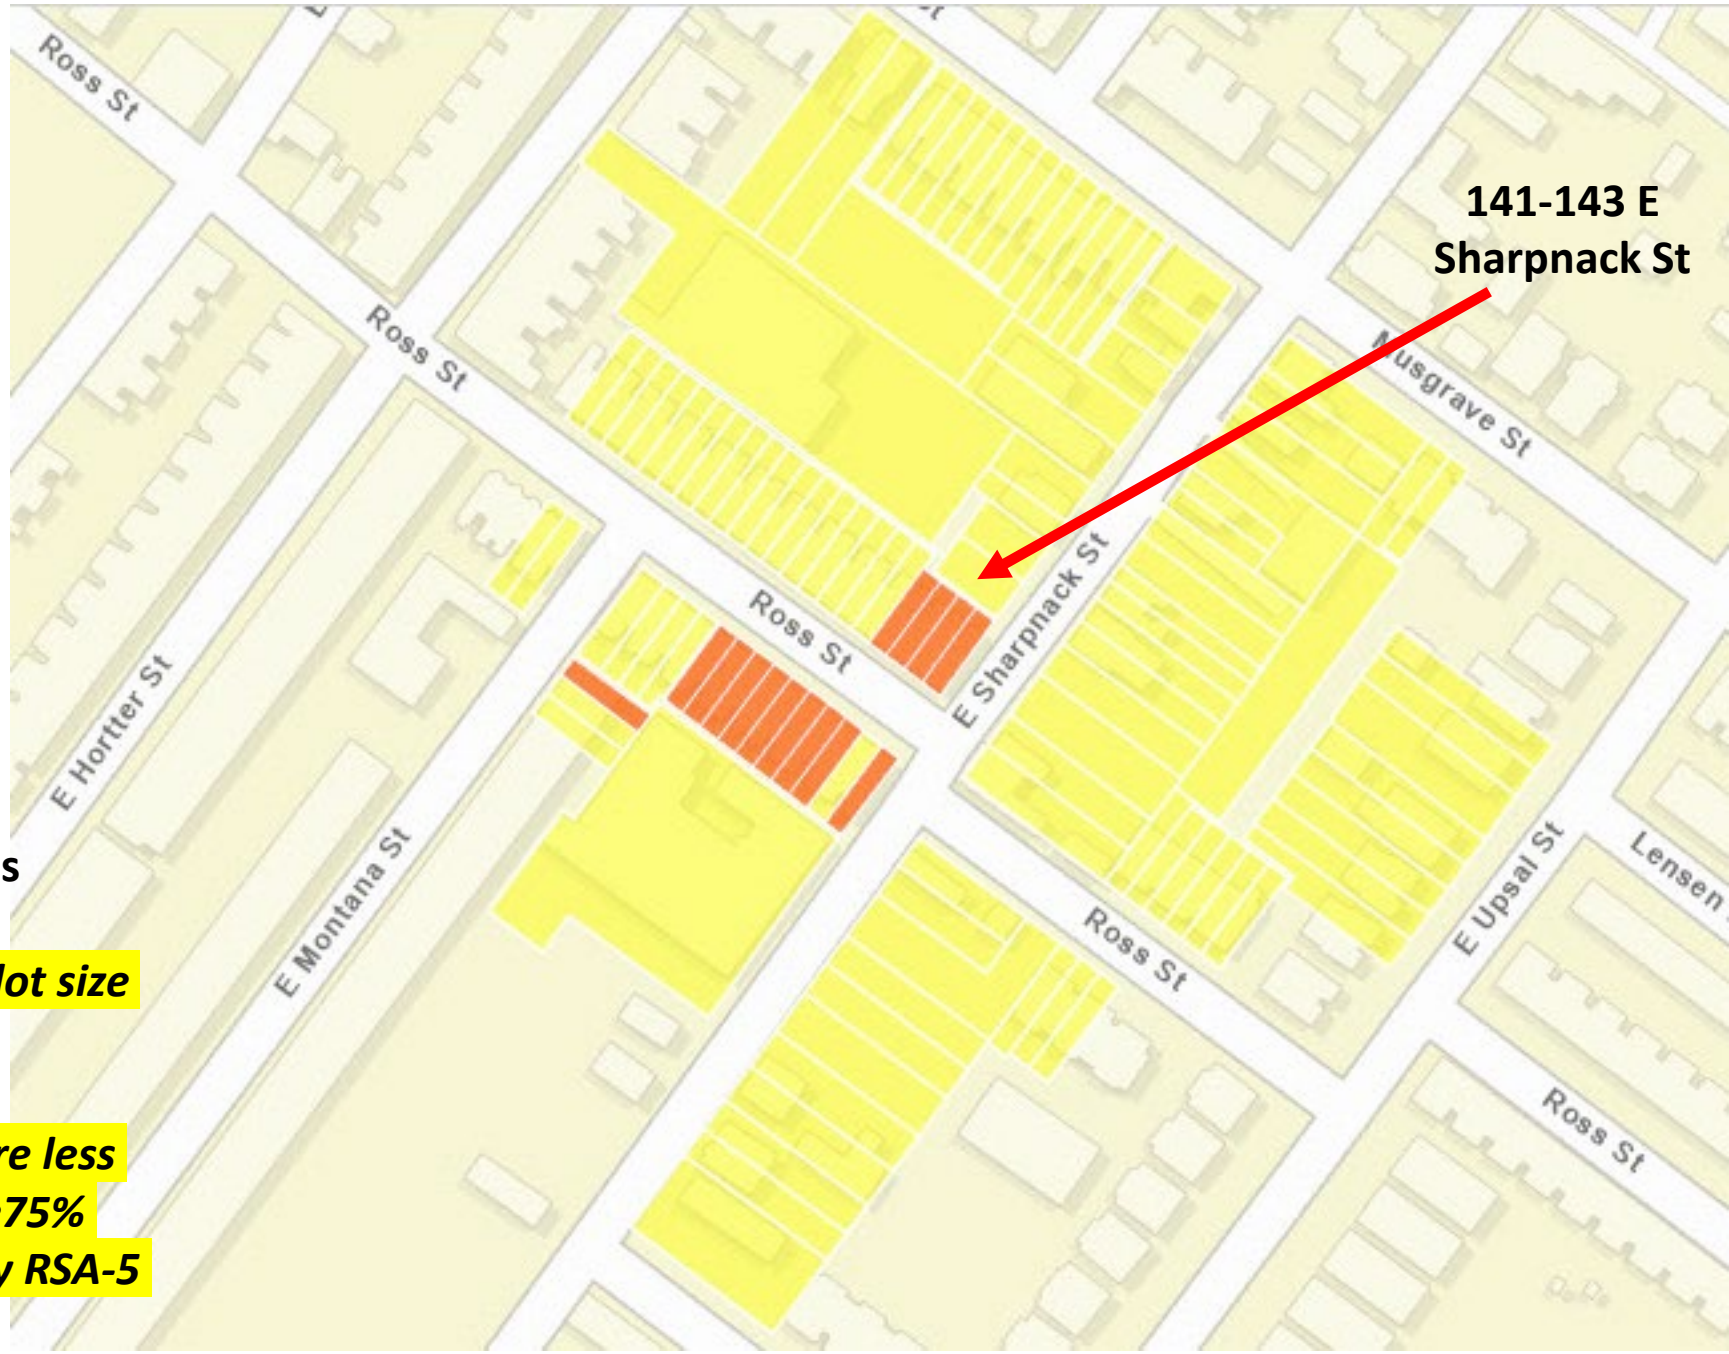 Ross St
141-143 E
Sharpnack St
Ross St
Musgrave St
Ross St
E Sharpnack St
E Hortter St
E Montana St
s
lot size
Ross St
E Upsal St
Lensen
re less
75%
y RSA-5
Ross St